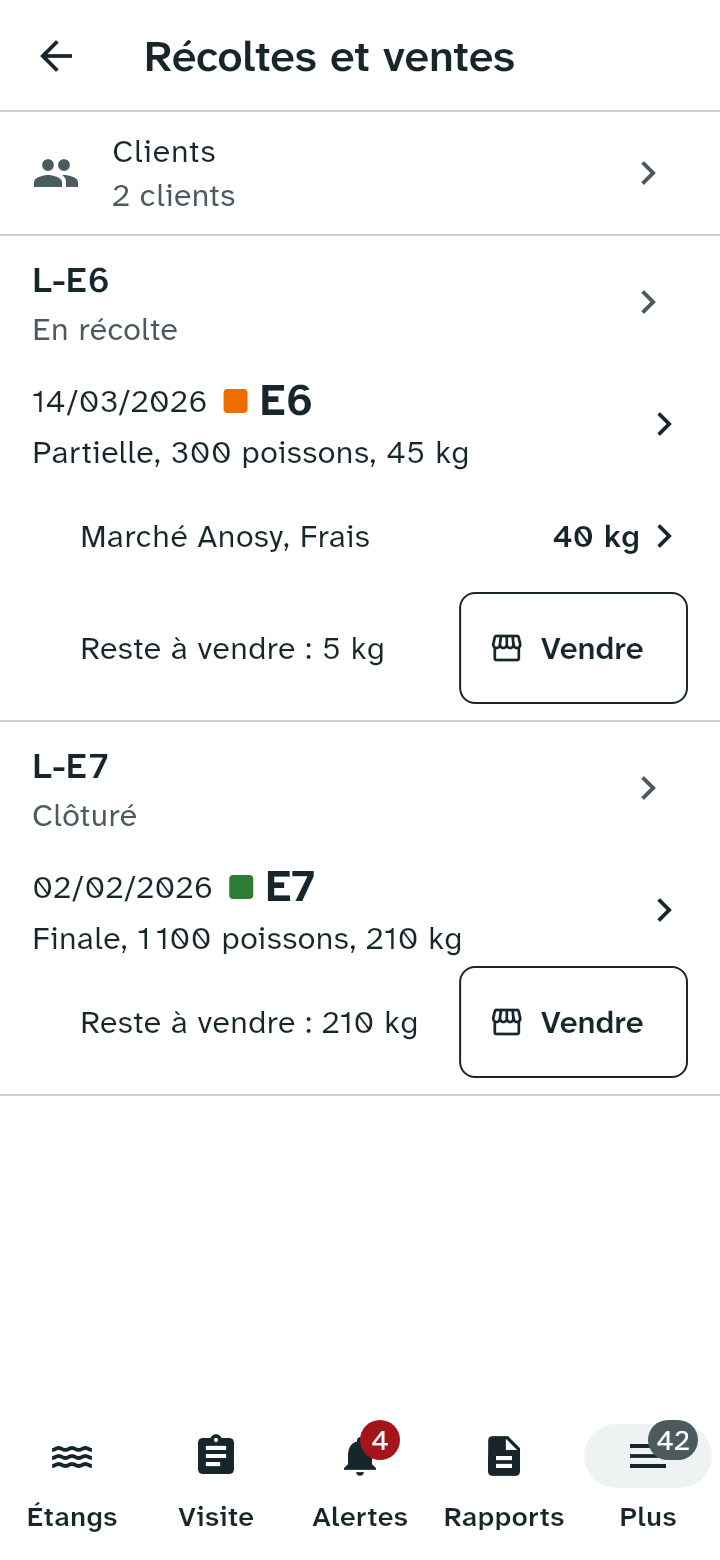 Récoltes et ventes
Clients
2 clients
L-E6
En récolte
14/03/2026 E6
Partielle, 300 poissons, 45 kg
Marché Anosy, Frais 40 kg
Reste à vendre : 5 kg Vendre
L-E7
Clôturé
02/02/2026 E7
Finale, 1100 poissons, 210 kg
Reste à vendre : 210 kg Vendre
4 42
Étangs Visite Alertes Rapports Plus